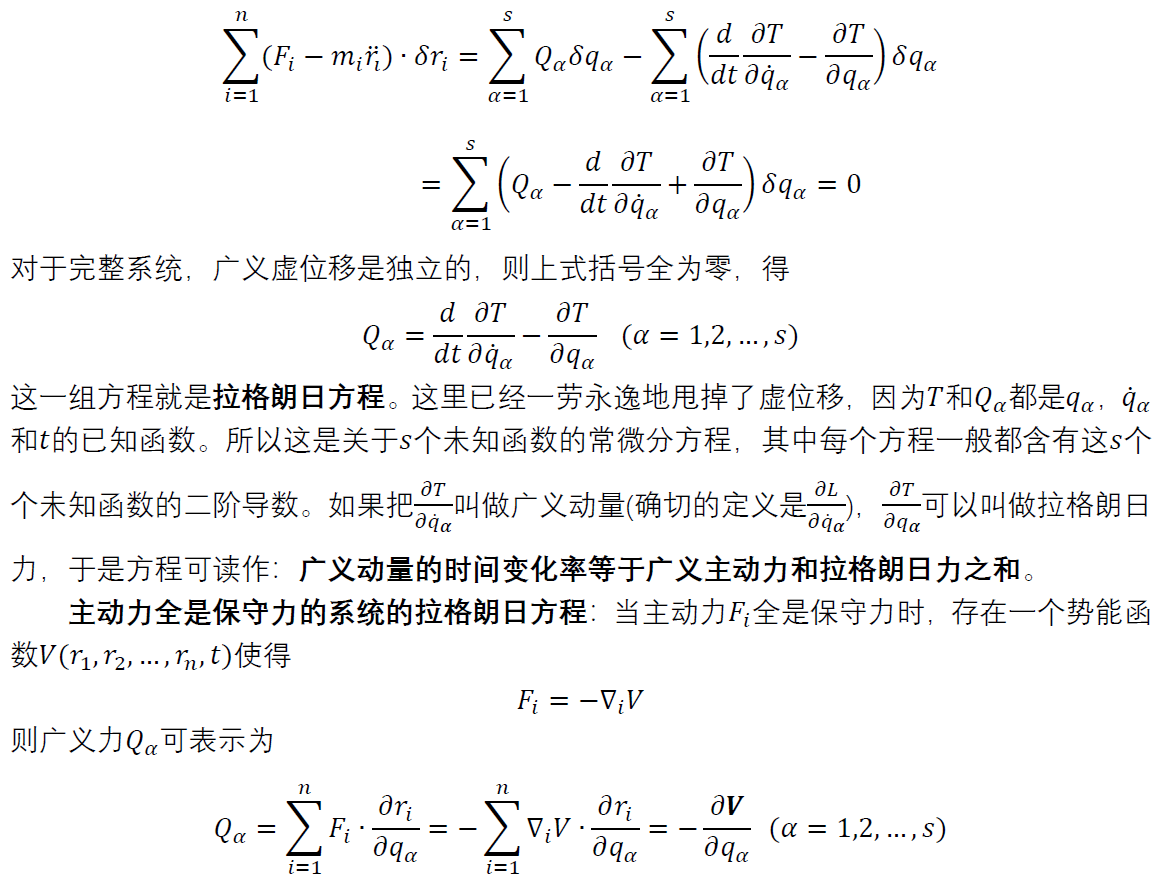 $$\sum_{i=1}^{n}(F_i - m_i\ddot{r}_i)\cdot\delta r_i = \sum_{\alpha=1}^{s} Q_\alpha \delta q_\alpha - \sum_{\alpha=1}^{s}\left(\frac{d}{dt}\frac{\partial T}{\partial \dot{q}_\alpha} - \frac{\partial T}{\partial q_\alpha}\right)\delta q_\alpha$$
$$= \sum_{\alpha=1}^{s}\left(Q_\alpha - \frac{d}{dt}\frac{\partial T}{\partial \dot{q}_\alpha} + \frac{\partial T}{\partial q_\alpha}\right)\delta q_\alpha = 0$$
对于完整系统，广义虚位移是独立的，则上式括号全为零，得
$$Q_\alpha = \frac{d}{dt}\frac{\partial T}{\partial \dot{q}_\alpha} - \frac{\partial T}{\partial q_\alpha} \quad (\alpha = 1,2,\ldots,s)$$
这一组方程就是**拉格朗日方程**。这里已经一劳永逸地甩掉了虚位移，因为$T$和$Q_\alpha$都是$q_\alpha$，$\dot{q}_\alpha$
和$t$的已知函数。所以这是关于$s$个未知函数的常微分方程，其中每个方程一般都含有这$s$个
个未知函数的二阶导数。如果把$\frac{\partial T}{\partial \dot{q}_\alpha}$叫做广义动量(确切的定义是$\frac{\partial L}{\partial \dot{q}_\alpha}$)，$\frac{\partial T}{\partial q_\alpha}$可以叫做拉格朗日
力，于是方程可读作：**广义动量的时间变化率等于广义主动力和拉格朗日力之和。**
**主动力全是保守力的系统的拉格朗日方程**：当主动力$F_i$全是保守力时，存在一个势能函
数$V(r_1, r_2, \ldots, r_n, t)$使得
$$F_i = -\nabla_i V$$
则广义力$Q_\alpha$可表示为
$$Q_\alpha = \sum_{i=1}^{n} F_i \cdot \frac{\partial r_i}{\partial q_\alpha} = -\sum_{i=1}^{n} \nabla_i V \cdot \frac{\partial r_i}{\partial q_\alpha} = -\frac{\partial \boldsymbol{V}}{\partial q_\alpha} \quad (\alpha = 1,2,\ldots,s)$$